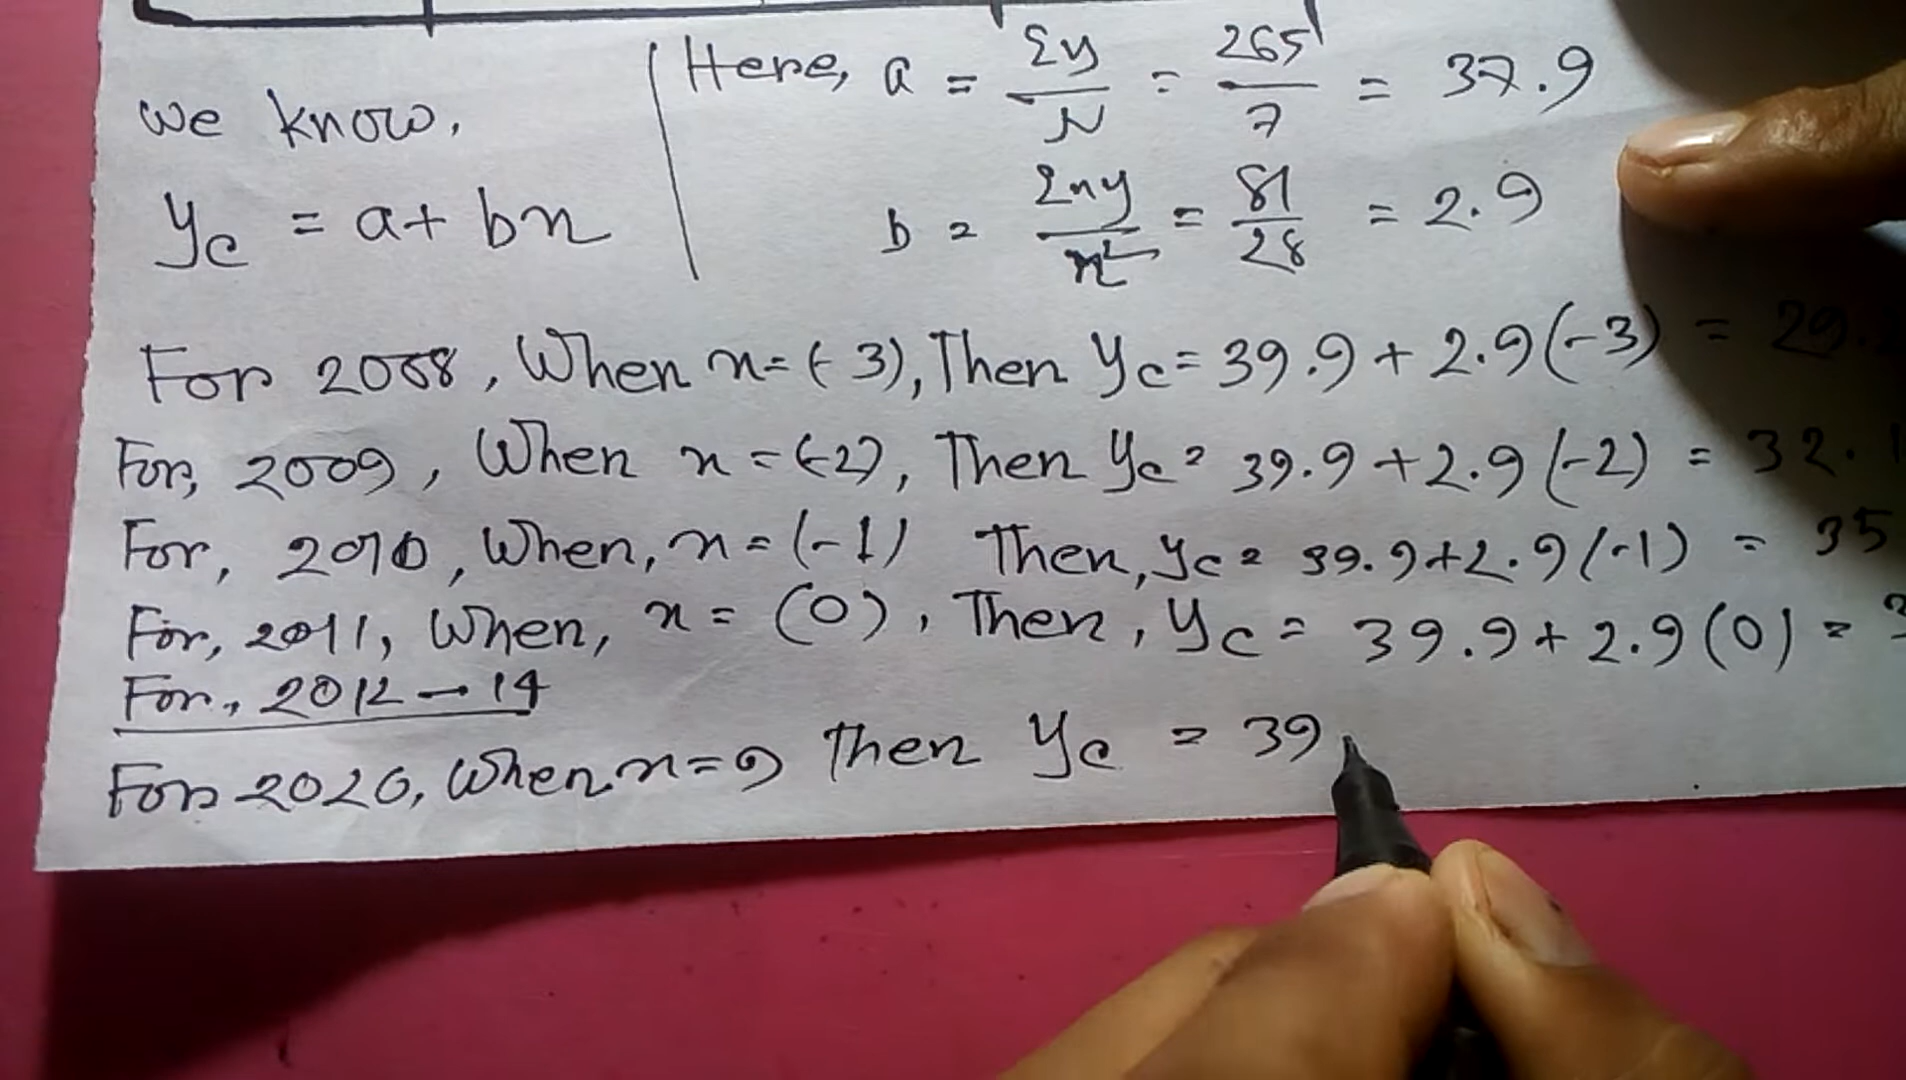 Here, a = Σy/N = 265/7 = 37.9
we know,
b = Σxy/x² = 81/28 = 2.9
yc = a + bx
For 2008, When x = (-3), Then yc = 39.9 + 2.9(-3) = 29.
For, 2009, When x = (-2), Then yc = 39.9 + 2.9(-2) = 32.1
For, 2010, When, x = (-1) Then, yc = 39.9 + 2.9(-1) = 35
For, 2011, When, x = (0), Then, yc = 39.9 + 2.9(0) = 3
For, 2012 - 14
For 2020, When x = 9 Then yc = 39